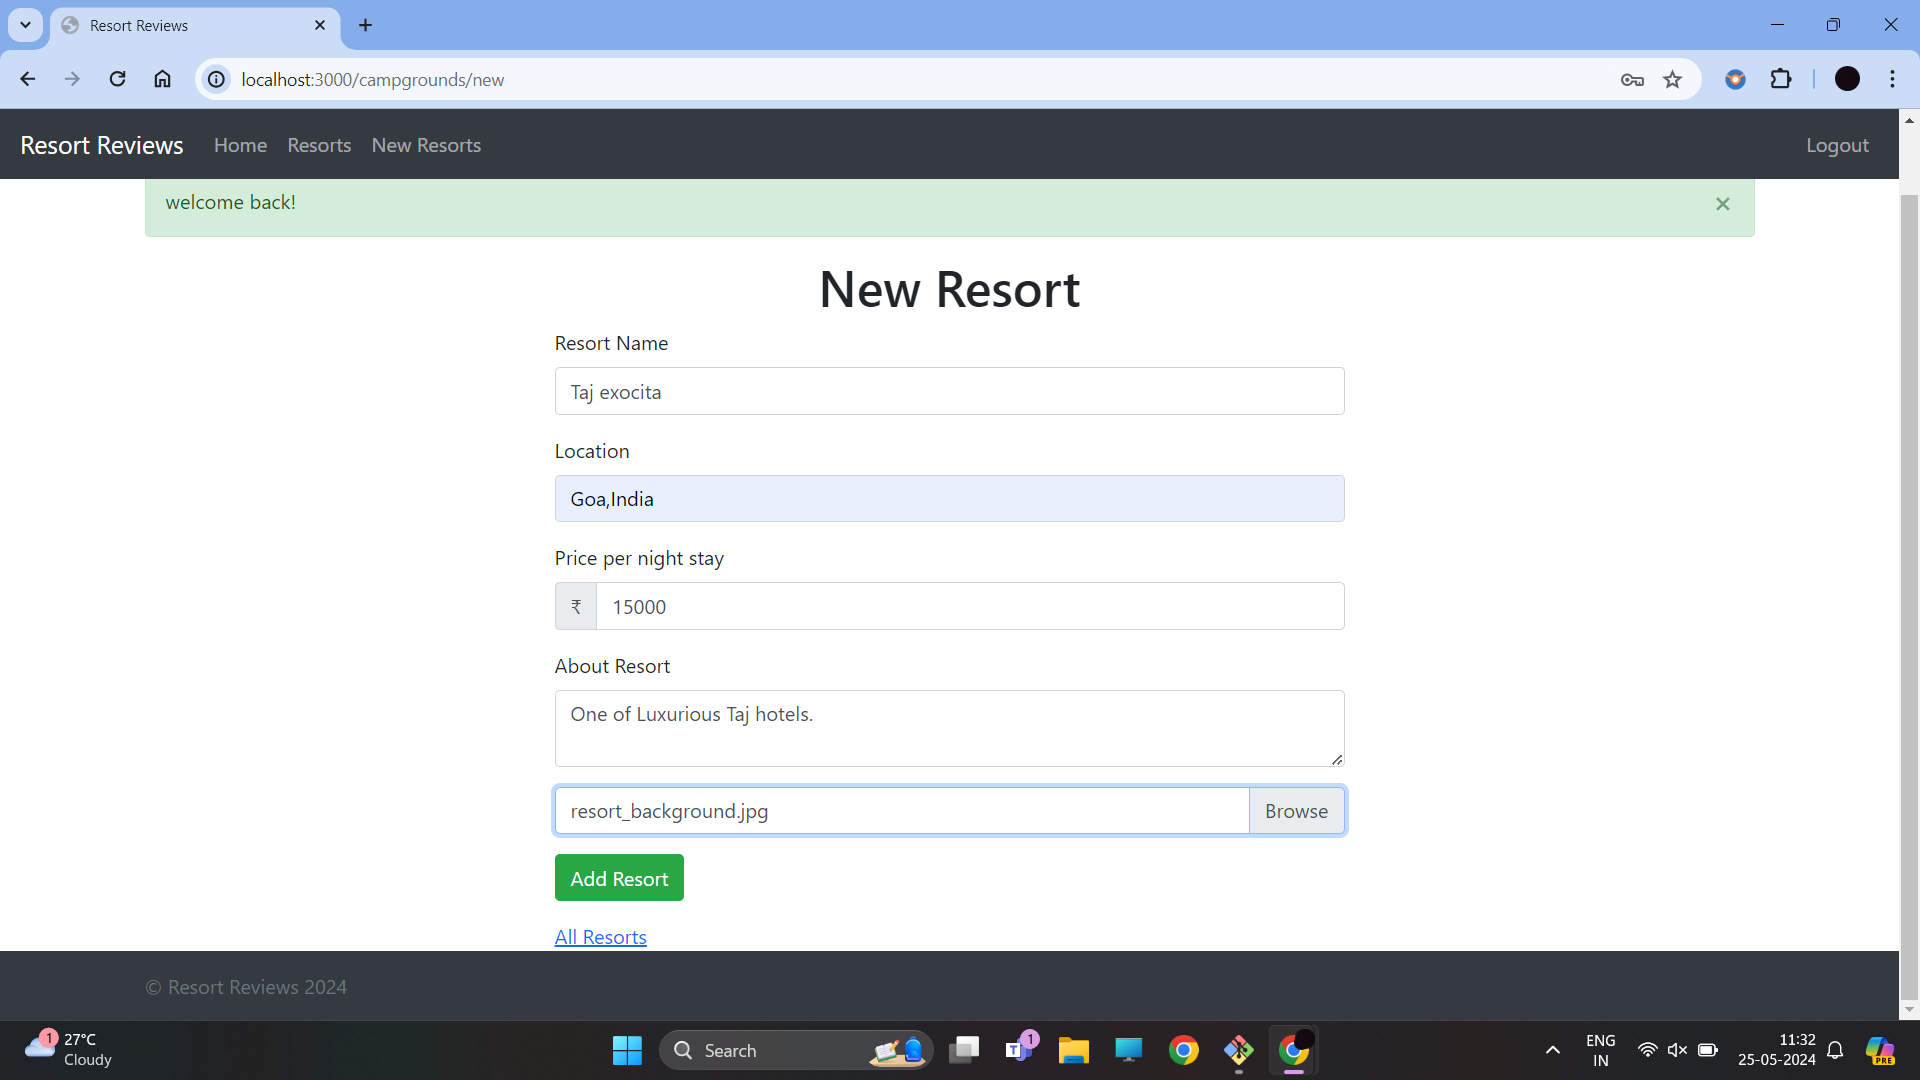 Resort Reviews
localhost:3000/campgrounds/new
Resort Reviews Home Resorts New Resorts Logout
welcome back!
New Resort
Resort Name
Taj exocita
Location
Goa,India
Price per night stay
₹ 15000
About Resort
One of Luxurious Taj hotels.
resort_background.jpg Browse
Add Resort
All Resorts
© Resort Reviews 2024
1 27°C
Cloudy
Search
T 1
ENG
IN
11:32
25-05-2024
PRE